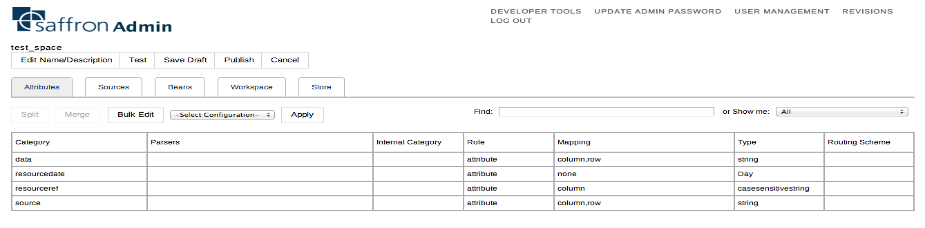 saffron Admin
DEVELOPER TOOLS UPDATE ADMIN PASSWORD USER MANAGEMENT REVISIONS
LOG OUT
test_space
Edit Name/Description Test Save Draft Publish Cancel
Attributes Sources Beans Workspace Store
Split Merge Bulk Edit --Select Configuration-- Apply Find: or Show me: All
Category Parsers Internal Category Role Mapping Type Routing Scheme
data attribute column,row string
resourcedate attribute none Day
resourceref attribute column casesensitivestring
source attribute column,row string